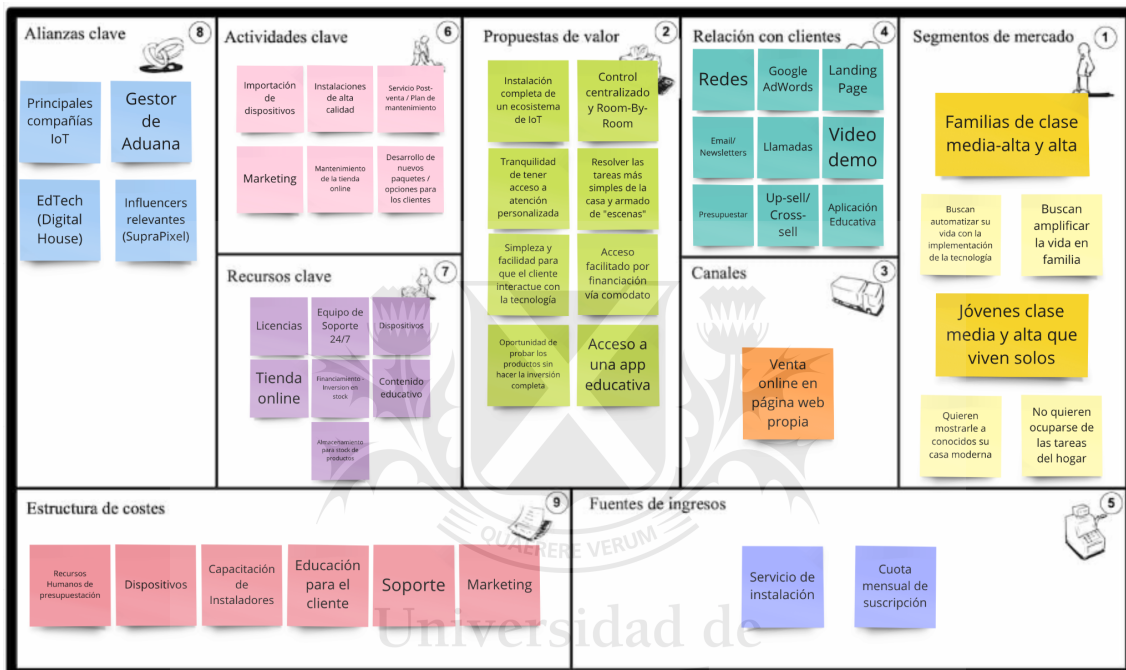 Alianzas clave
8
Principales
compañías
IoT
Gestor
de
Aduana
EdTech
(Digital
House)
Influencers
relevantes
(SupraPixel)
Actividades clave
6
Importación
de
dispositivos
Instalaciones
de alta
calidad
Servicio Post-
venta / Plan de
mantenimiento
Marketing
Mantenimiento
de la tienda
online
Desarrollo de
nuevos
paquetes /
opciones para
los clientes
Recursos clave
7
Licencias
Equipo de
Soporte
24/7
Dispositivos
Tienda
online
Financiamiento -
Inversion en
stock
Contenido
educativo
Almacenamiento
para stock de
productos
Propuestas de valor
2
Instalación
completa de
un ecosistema
de IoT
Control
centralizado
y Room-By-
Room
Tranquilidad
de tener
acceso a
atención
personalizada
Resolver las
tareas más
simples de la
casa y armado
de "escenas"
Simpleza y
facilidad para
que el cliente
interactue con
la tecnología
Acceso
facilitado por
financiación
vía comodato
Oportunidad de
probar los
productos sin
hacer la inversión
completa
Acceso a
una app
educativa
Relación con clientes
4
Redes
Google
AdWords
Landing
Page
Email/
Newsletters
Llamadas
Video
demo
Presupuestar
Up-sell/
Cross-
sell
Aplicación
Educativa
Canales
3
Venta
online en
página web
propia
Segmentos de mercado
1
Familias de clase
media-alta y alta
Buscan
automatizar su
vida con la
implementación
de la tecnología
Buscan
amplificar
la vida en
familia
Jóvenes clase
media y alta que
viven solos
Quieren
mostrarle a
conocidos su
casa moderna
No quieren
ocuparse de
las tareas
del hogar
Estructura de costes
9
Recursos
Humanos de
presupuestación
Dispositivos
Capacitación
de
Instaladores
Educación
para el
cliente
Soporte
Marketing
Fuentes de ingresos
5
Servicio de
instalación
Cuota
mensual de
suscripción
QUAERERE VERUM
Universidad de